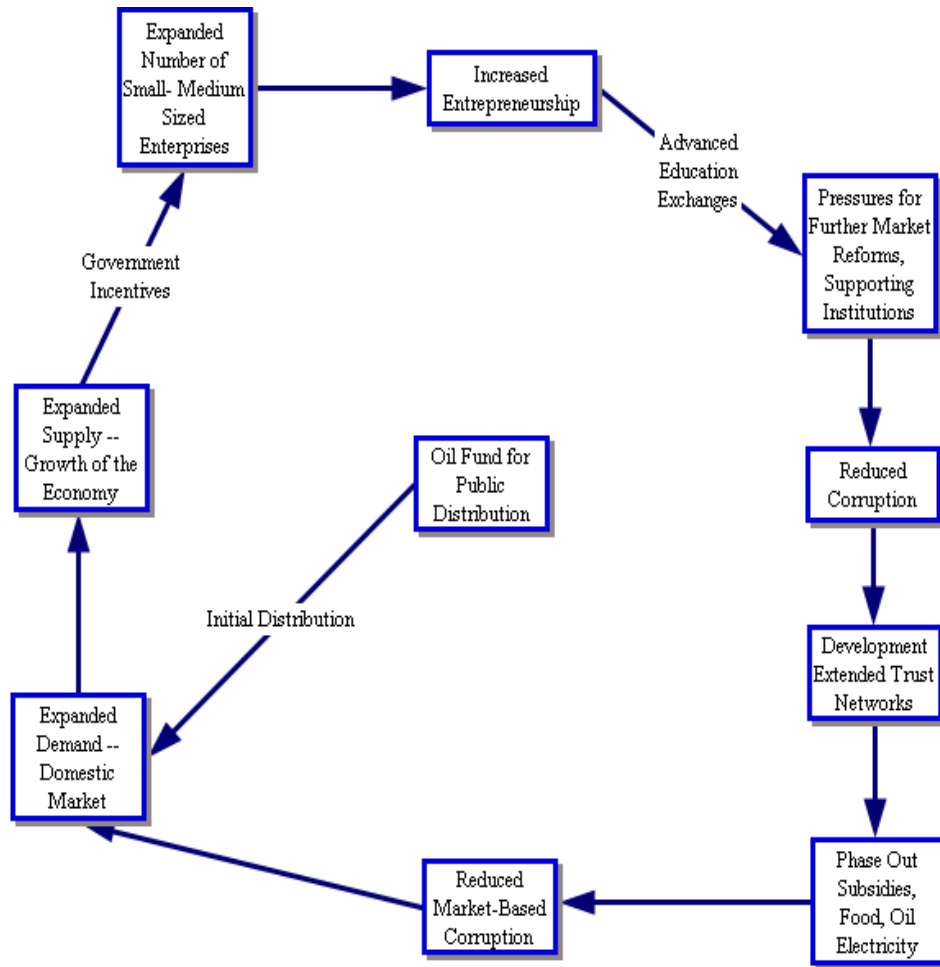 Expanded
Number of
Small- Medium
Sized
Enterprises
Increased
Entrepreneurship
Advanced
Education
Exchanges
Pressures for
Further Market
Reforms,
Supporting
Institutions
Government
Incentives
Expanded
Supply --
Growth of the
Economy
Oil Fund for
Public
Distribution
Reduced
Corruption
Initial Distribution
Development
Extended Trust
Networks
Expanded
Demand --
Domestic
Market
Reduced
Market-Based
Corruption
Phase Out
Subsidies,
Food, Oil
Electricity